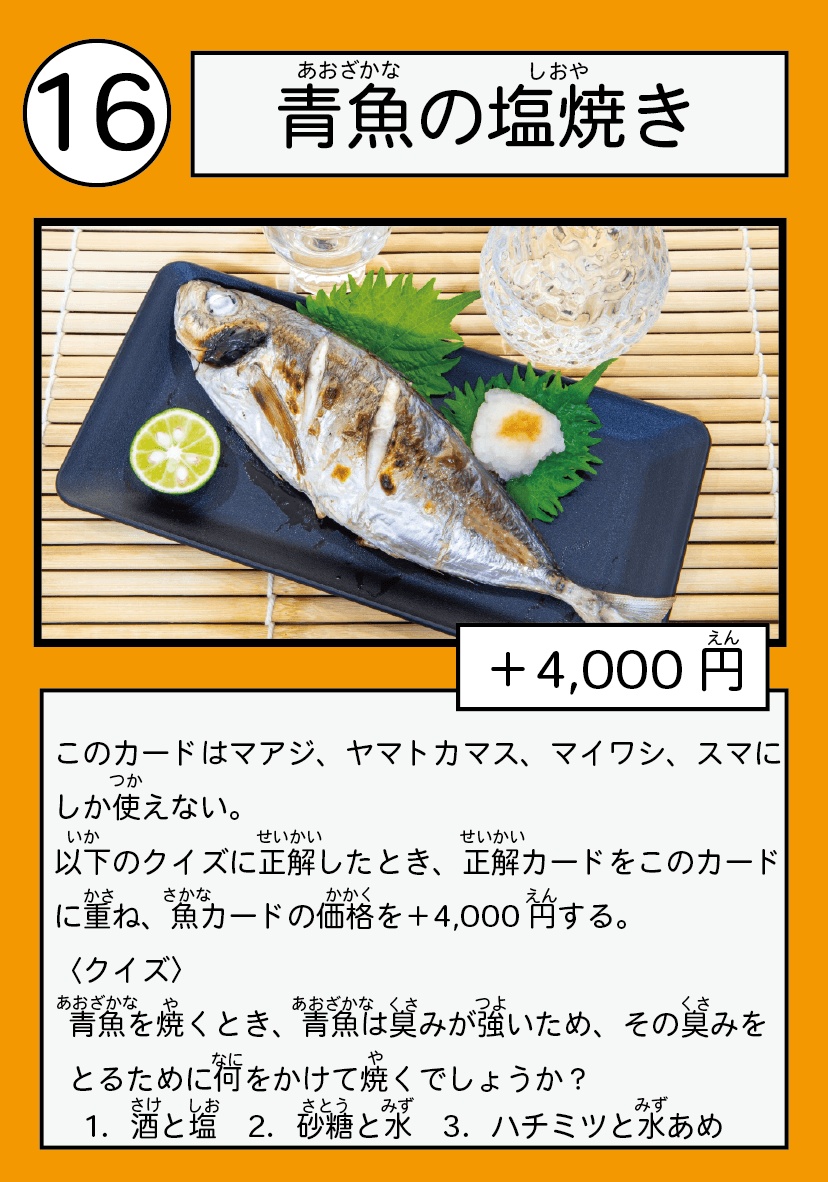 16
あおざかな しおや
青魚の塩焼き
えん
＋4,000円
このカードはマアジ、ヤマトカマス、マイワシ、スマに
つか
しか使えない。
いか せいかい せいかい
以下のクイズに正解したとき、正解カードをこのカード
かさ さかな かかく えん
に重ね、魚カードの価格を＋4,000円する。
〈クイズ〉
あおざかな や あおざかな くさ つよ くさ
青魚を焼くとき、青魚は臭みが強いため、その臭みを
なに や
とるために何をかけて焼くでしょうか？
さけ しお さとう みず みず
1. 酒と塩 2. 砂糖と水 3. ハチミツと水あめ